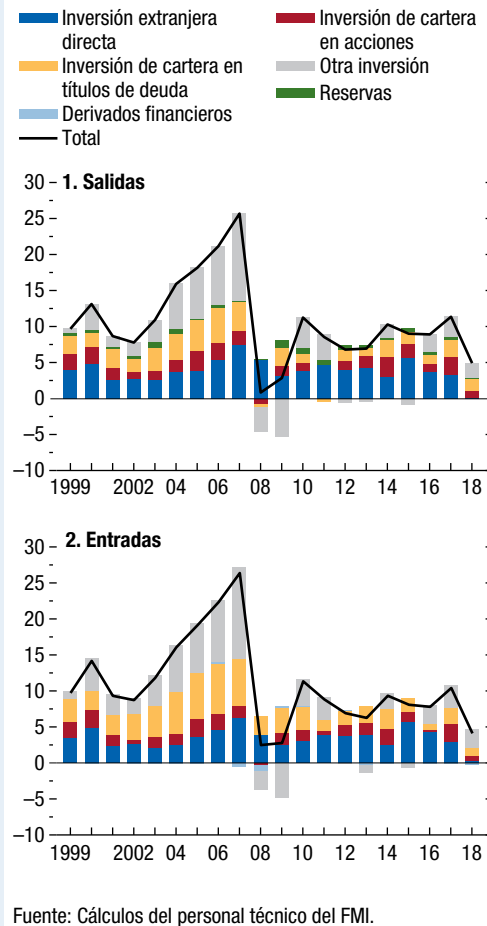 Inversión extranjera
directa
Inversión de cartera
en acciones
Inversión de cartera en
títulos de deuda
Otra inversión
Reservas
Derivados financieros
Total
1. Salidas
30
25
20
15
10
5
0
–5
–10
1999 2002 04 06 08 10 12 14 16 18
2. Entradas
30
25
20
15
10
5
0
–5
–10
1999 2002 04 06 08 10 12 14 16 18
Fuente: Cálculos del personal técnico del FMI.